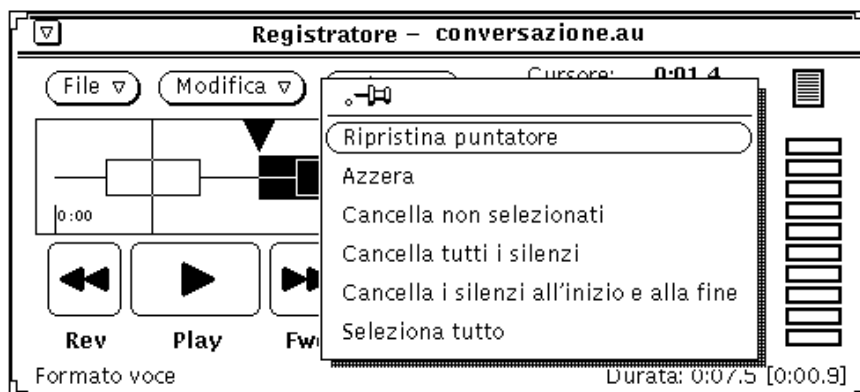 Registratore – conversazione.au
File Modifica
Cursore: 0:01.4
Ripristina puntatore
Azzera
Cancella non selezionati
Cancella tutti i silenzi
Cancella i silenzi all'inizio e alla fine
Seleziona tutto
0:00
Rev Play
Formato voce
Durata: 0:07.5 [0:00.9]